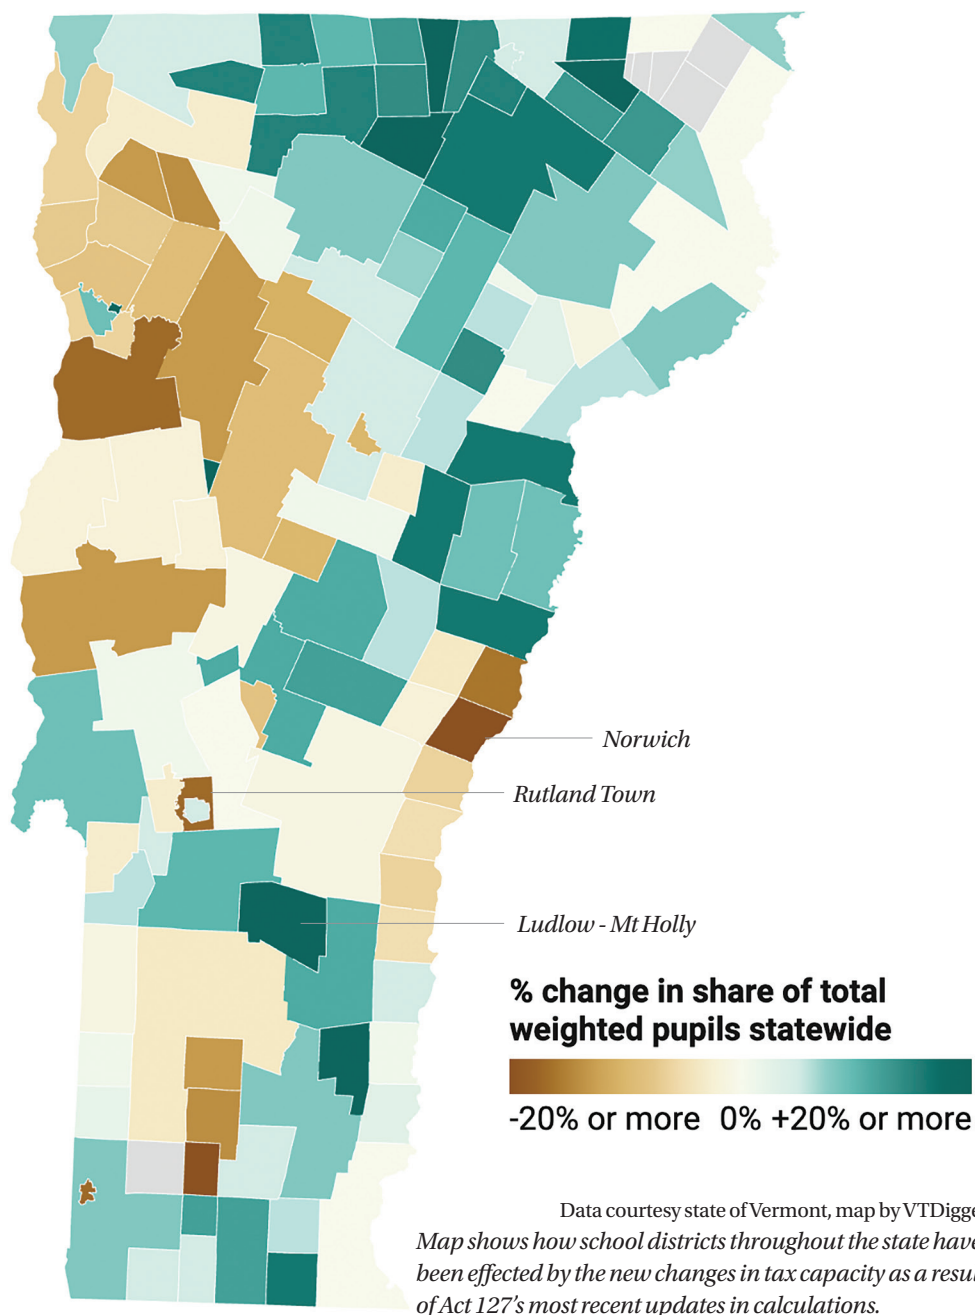 Norwich
Rutland Town
Ludlow - Mt Holly
% change in share of total
weighted pupils statewide
-20% or more 0% +20% or more
Data courtesy state of Vermont, map by VTDigge
Map shows how school districts throughout the state have
been effected by the new changes in tax capacity as a resul
of Act 127's most recent updates in calculations.